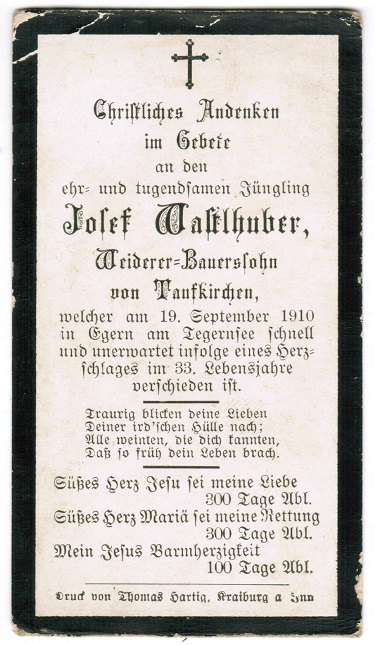 Christliches Andenken
im Gebete
an den
ehr- und tugendsamen Jüngling
Josef Wastlhuber,
Weiderer-Bauerssohn
von Taufkirchen,
welcher am 19. September 1910
in Egern am Tegernsee schnell
und unerwartet infolge eines Herz-
schlages im 33. Lebensjahre
verschieden ist.
Traurig blicken deine Lieben
Deiner ird'schen Hülle nach;
Alle weinten, die dich kannten,
Daß so früh dein Leben brach.
Süßes Herz Jesu sei meine Liebe
300 Tage Abl.
Süßes Herz Mariä sei meine Rettung
300 Tage Abl.
Mein Jesus Barmherzigkeit
100 Tage Abl.
Druck von Thomas Hartig, Kraiburg a Inn